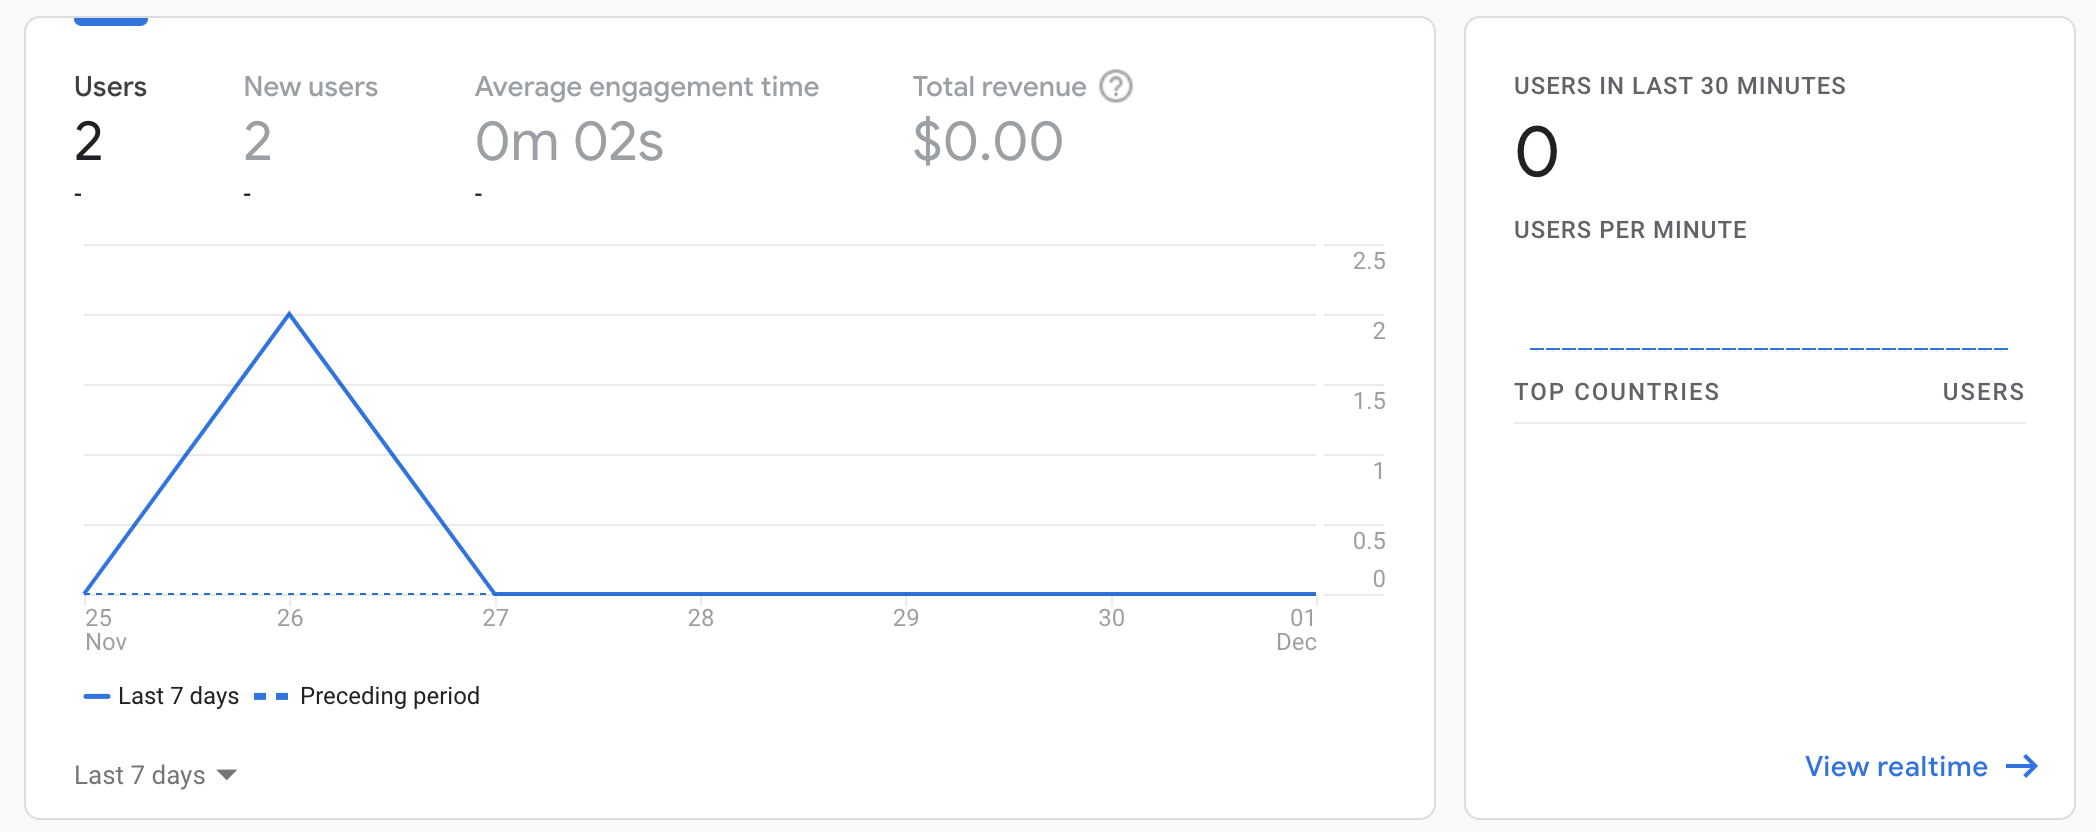 Users
2
-
New users
2
-
Average engagement time
0m 02s
-
Total revenue ?
$0.00
2.5
2
1.5
1
0.5
0
25 26 27 28 29 30 01
Nov Dec
Last 7 days Preceding period
Last 7 days
USERS IN LAST 30 MINUTES
0
USERS PER MINUTE
TOP COUNTRIES USERS
View realtime